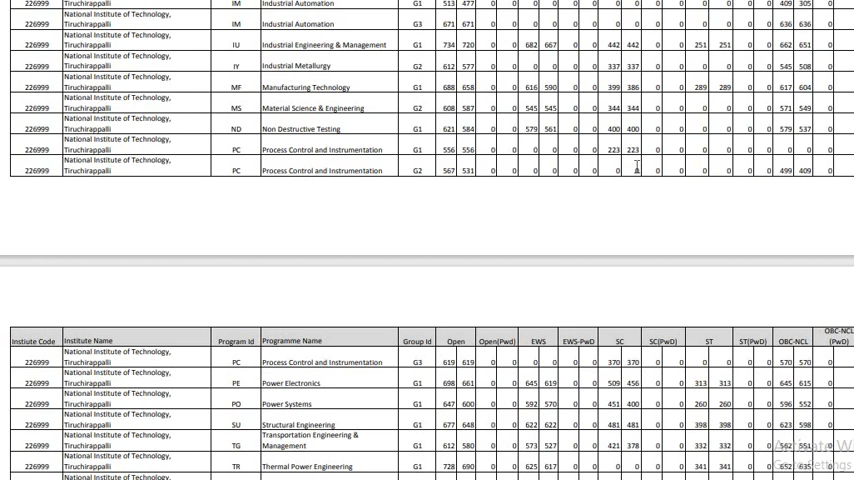 226999 Tiruchirappalli IM Industrial Automation G1 513 477 0 0 0 0 0 0 0 0 0 0 0 0 0 0 409 305 0
National Institute of Technology,
226999 Tiruchirappalli IM Industrial Automation G3 671 671 0 0 0 0 0 0 0 0 0 0 0 0 0 0 636 636 0
National Institute of Technology,
226999 Tiruchirappalli IU Industrial Engineering & Management G1 734 720 0 0 682 667 0 0 442 442 0 0 251 251 0 0 662 651 0
National Institute of Technology,
226999 Tiruchirappalli IY Industrial Metallurgy G2 612 577 0 0 0 0 0 0 337 337 0 0 0 0 0 0 545 508 0
National Institute of Technology,
226999 Tiruchirappalli MF Manufacturing Technology G1 688 658 0 0 616 590 0 0 399 386 0 0 289 289 0 0 617 604 0
National Institute of Technology,
226999 Tiruchirappalli MS Material Science & Engineering G2 608 587 0 0 545 545 0 0 344 344 0 0 0 0 0 0 571 549 0
National Institute of Technology,
226999 Tiruchirappalli ND Non Destructive Testing G1 621 584 0 0 579 561 0 0 400 400 0 0 0 0 0 0 579 537 0
National Institute of Technology,
226999 Tiruchirappalli PC Process Control and Instrumentation G1 556 556 0 0 0 0 0 0 223 223 0 0 0 0 0 0 0 0 0
National Institute of Technology,
226999 Tiruchirappalli PC Process Control and Instrumentation G2 567 531 0 0 0 0 0 0 0 0 0 0 0 0 0 499 409 0
Instiute Code Institute Name Program Id Programme Name Group Id Open Open(Pwd) EWS EWS-PwD SC SC(PwD) ST ST(PwD) OBC-NCL OBC-NCL (PwD)
National Institute of Technology,
226999 Tiruchirappalli PC Process Control and Instrumentation G3 619 619 0 0 0 0 0 0 370 370 0 0 0 0 0 0 570 570 0
National Institute of Technology,
226999 Tiruchirappalli PE Power Electronics G1 698 661 0 0 645 619 0 0 509 456 0 0 313 313 0 0 645 615 0
National Institute of Technology,
226999 Tiruchirappalli PO Power Systems G1 647 600 0 0 592 570 0 0 451 400 0 0 260 260 0 0 596 552 0
National Institute of Technology,
226999 Tiruchirappalli SU Structural Engineering G1 677 648 0 0 622 622 0 0 481 481 0 0 398 398 0 0 623 598 0
National Institute of Technology, Transportation Engineering &
226999 Tiruchirappalli TG Management G1 612 580 0 0 573 527 0 0 421 378 0 0 332 332 0 0 562 551 0
National Institute of Technology,
226999 Tiruchirappalli TR Thermal Power Engineering G1 728 690 0 0 625 617 0 0 0 0 0 0 341 341 0 0 652 635 0
National Institute of Technology,